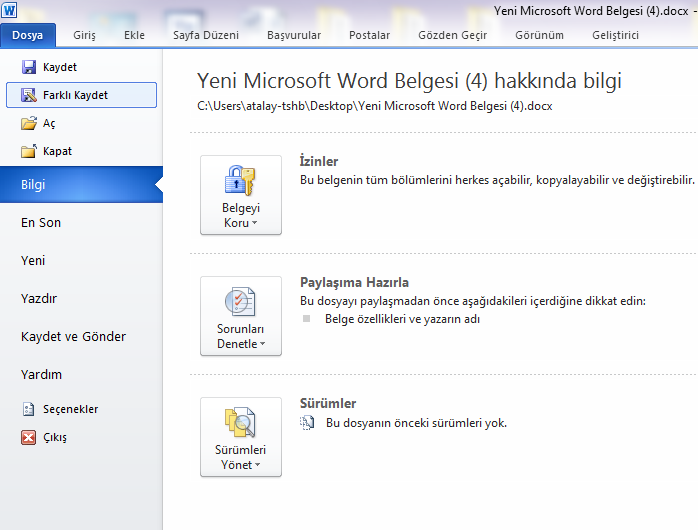 Yeni Microsoft Word Belgesi (4).docx -
Dosya Giriş Ekle Sayfa Düzeni Başvurular Postalar Gözden Geçir Görünüm Geliştirici
Kaydet
Farklı Kaydet
Aç
Kapat
Bilgi
En Son
Yeni
Yazdır
Kaydet ve Gönder
Yardım
Seçenekler
Çıkış
Yeni Microsoft Word Belgesi (4) hakkında bilgi
C:\Users\atalay-tshb\Desktop\Yeni Microsoft Word Belgesi (4).docx
Belgeyi
Koru
İzinler
Bu belgenin tüm bölümlerini herkes açabilir, kopyalayabilir ve değiştirebilir.
Sorunları
Denetle
Paylaşıma Hazırla
Bu dosyayı paylaşmadan önce aşağıdakileri içerdiğine dikkat edin:
Belge özellikleri ve yazarın adı
Sürümleri
Yönet
Sürümler
Bu dosyanın önceki sürümleri yok.